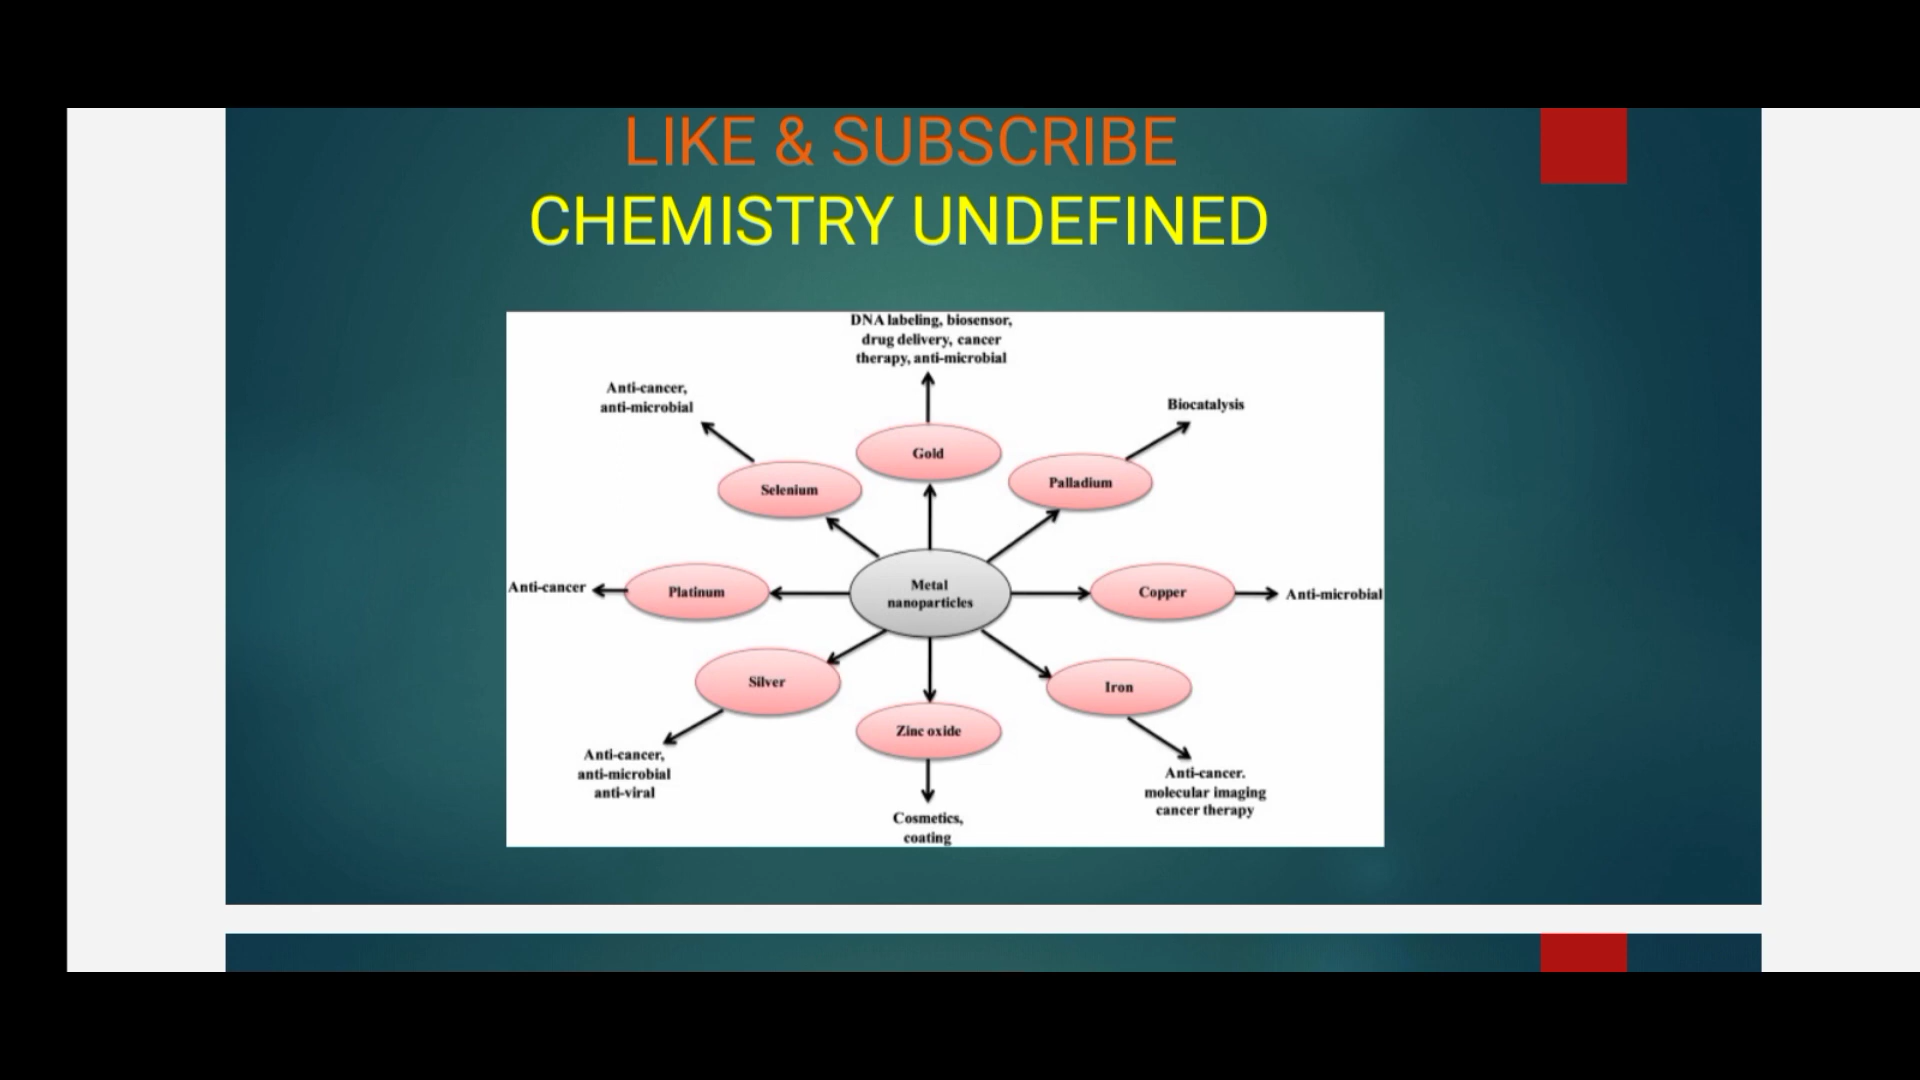 LIKE & SUBSCRIBE
CHEMISTRY UNDEFINED
DNA labeling, biosensor,
drug delivery, cancer
therapy, anti-microbial
Anti-cancer,
anti-microbial
Biocatalysis
Gold
Selenium
Palladium
Anti-cancer
Platinum
Metal
nanoparticles
Copper
Anti-microbial
Silver
Iron
Zinc oxide
Anti-cancer,
anti-microbial
anti-viral
Anti-cancer.
molecular imaging
cancer therapy
Cosmetics,
coating